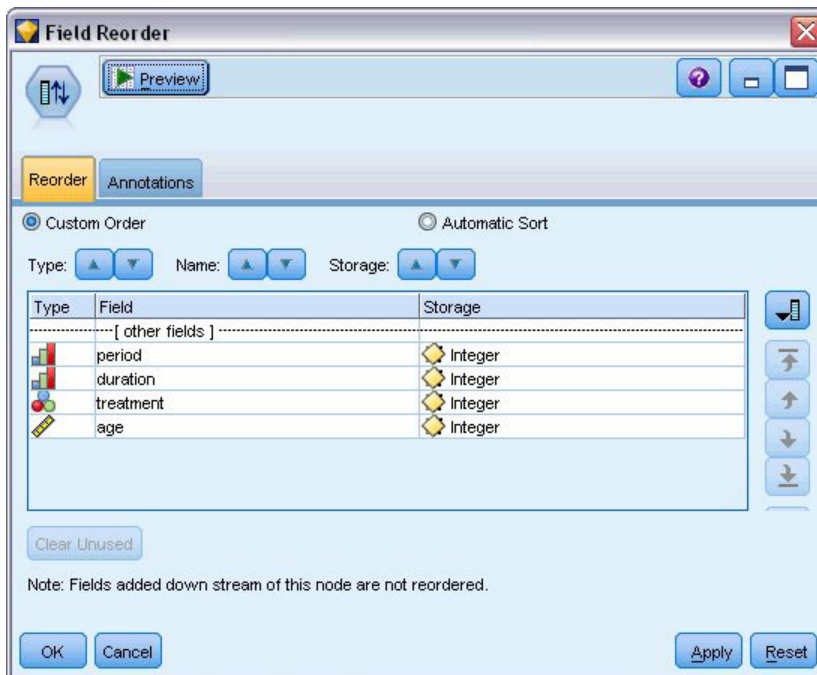 Field Reorder
Preview
Reorder Annotations
Custom Order Automatic Sort
Type: Name: Storage:
Type Field Storage
[ other fields ]
period Integer
duration Integer
treatment Integer
age Integer
Clear Unused
Note: Fields added down stream of this node are not reordered.
OK Cancel Apply Reset